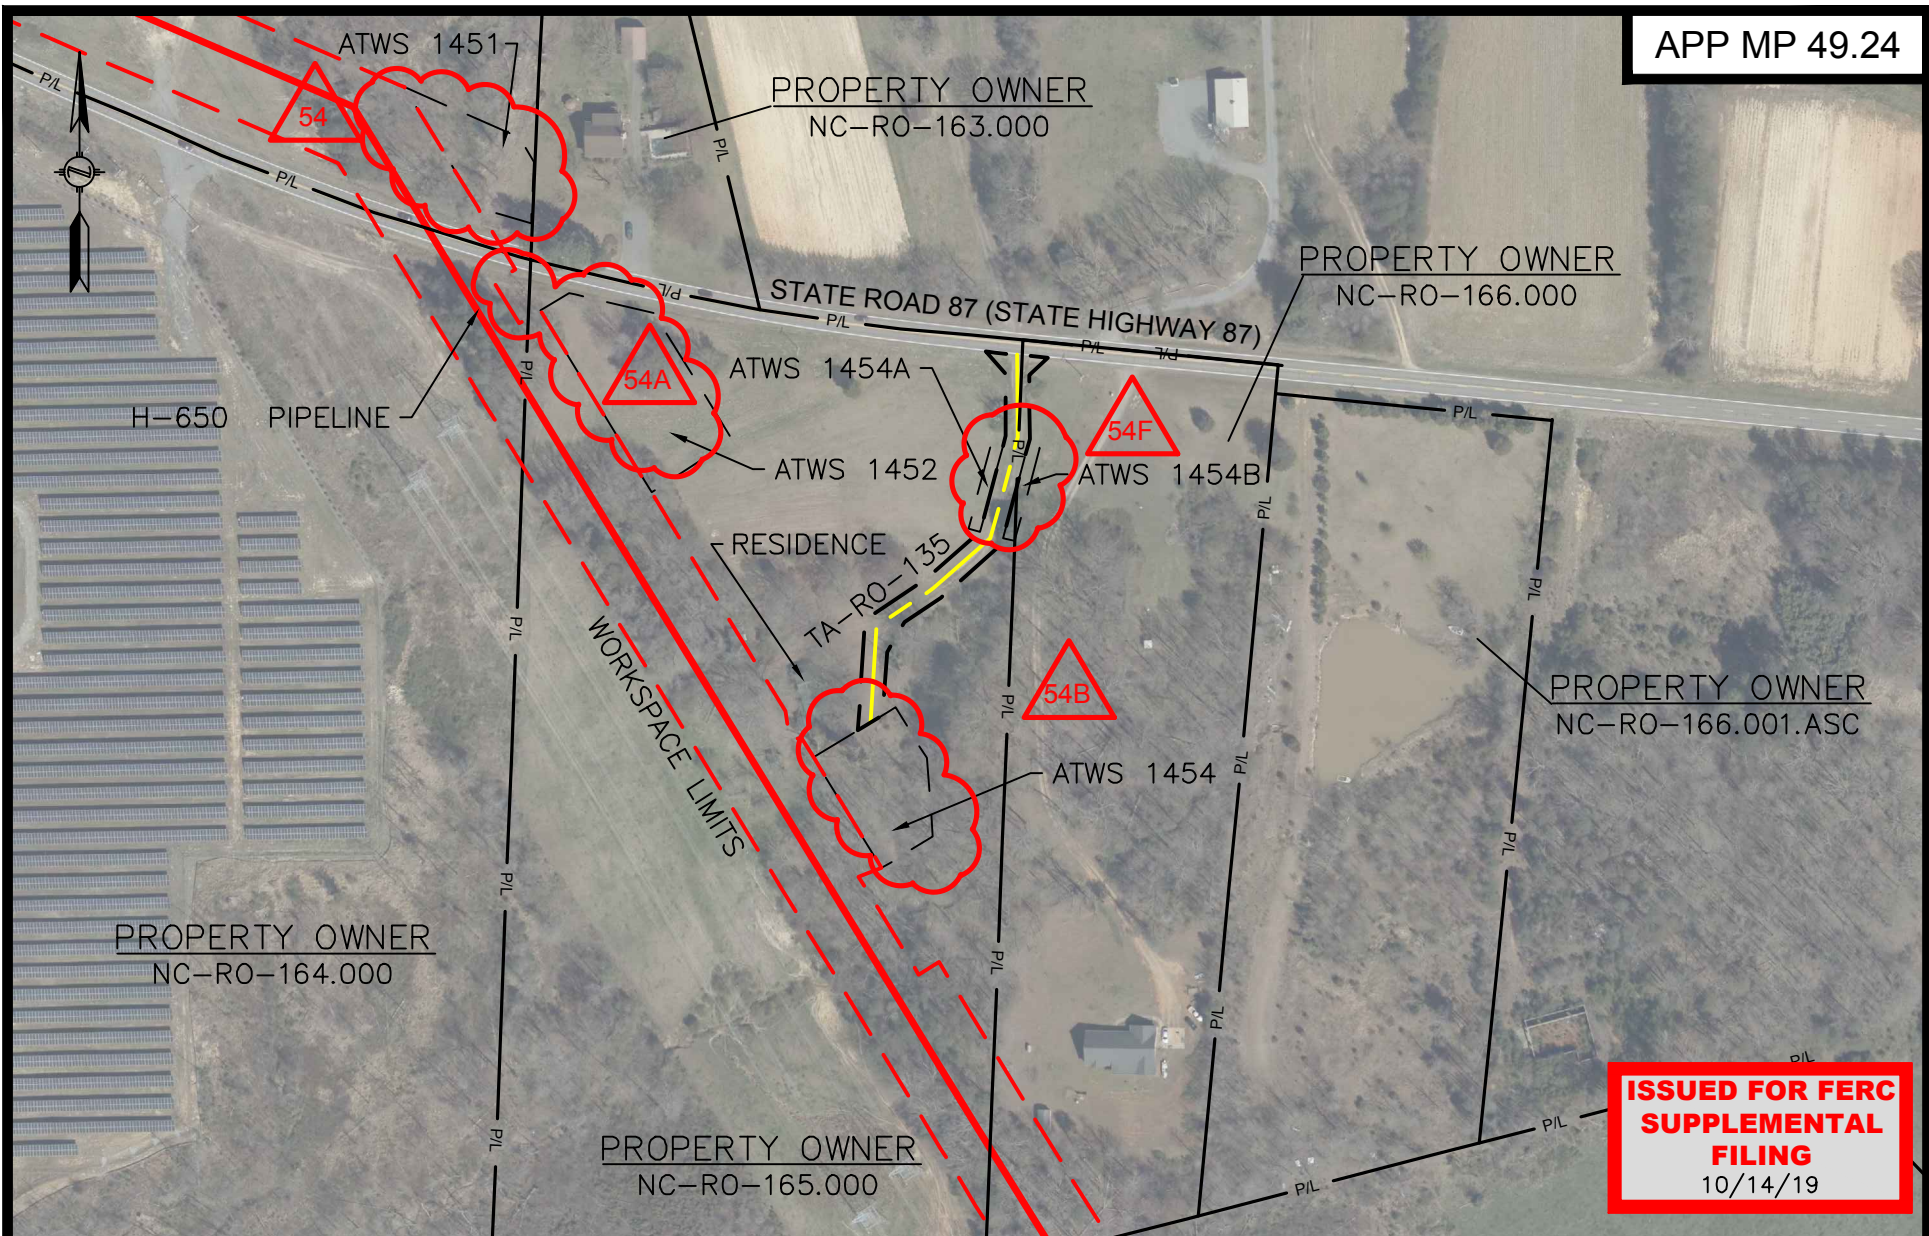 APP MP 49.24
ATWS 1451
PROPERTY OWNER
NC-RO-163.000
54
P/L
P/L
P/L
PROPERTY OWNER
NC-RO-166.000
STATE ROAD 87 (STATE HIGHWAY 87)
P/L
P/L
P/L
P/L
P/L
ATWS 1454A
54A
H-650 PIPELINE
P/L
54F
P/L
ATWS 1452
ATWS 1454B
P/L
P/L
RESIDENCE
TA-RO-135
P/L
P/L
WORKSPACE LIMITS
54B
P/L
PROPERTY OWNER
NC-RO-166.001.ASC
ATWS 1454
P/L
P/L
P/L
PROPERTY OWNER
NC-RO-164.000
P/L
P/L
P/L
P/L
P/L
P/L
PROPERTY OWNER
NC-RO-165.000
ISSUED FOR FERC
SUPPLEMENTAL
FILING
10/14/19